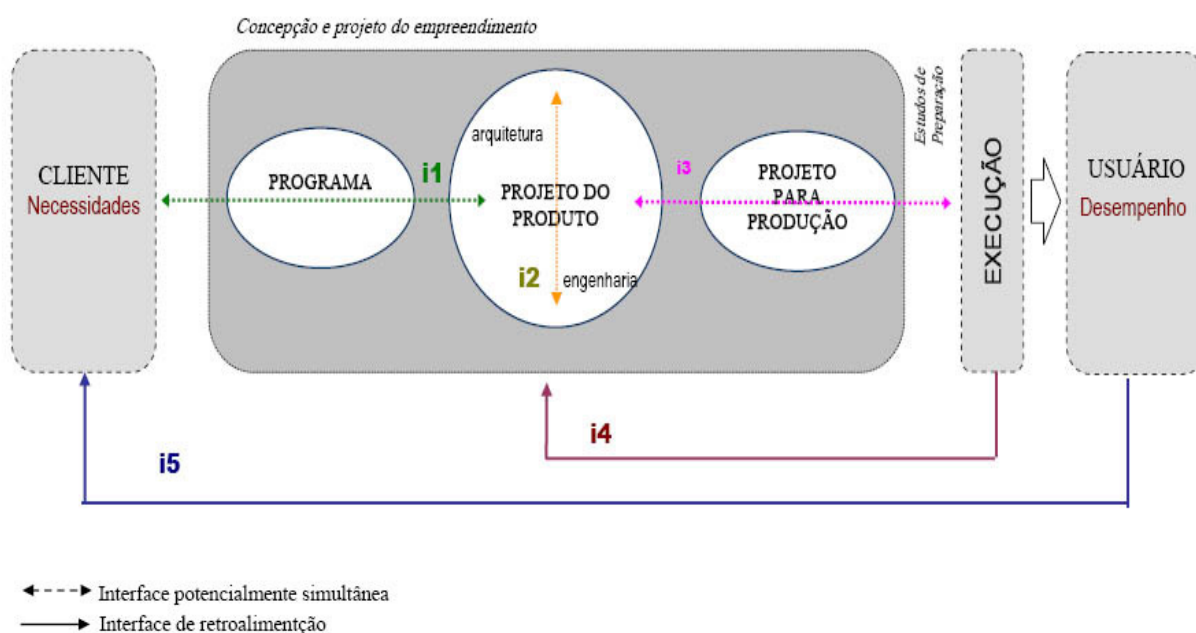 Concepção e projeto do empreendimento
CLIENTE
Necessidades
PROGRAMA
i1
arquitetura
PROJETO DO
PRODUTO
i2
engenharia
i3
PROJETO
PARA
PRODUÇÃO
Estudos de
Preparação
EXECUÇÃO
USUÁRIO
Desempenho
i4
i5
Interface potencialmente simultânea
Interface de retroalimentção